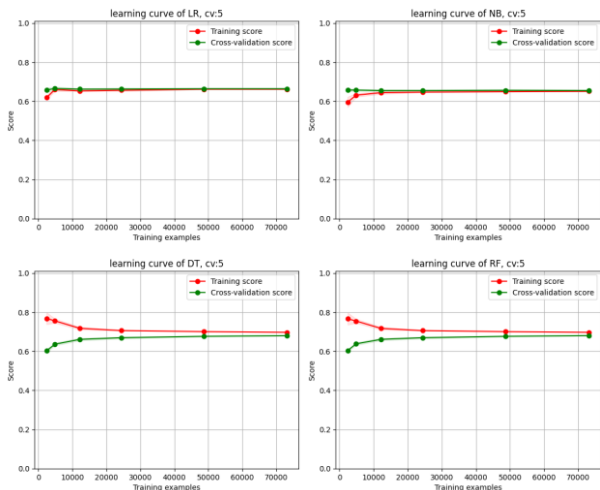 learning curve of LR, cv:5
1.0
0.8
0.6
0.4
0.2
0.0
Score
Training score
Cross-validation score
0 10000 20000 30000 40000 50000 60000 70000
Training examples
learning curve of NB, cv:5
1.0
0.8
0.6
0.4
0.2
0.0
Score
Training score
Cross-validation score
0 10000 20000 30000 40000 50000 60000 70000
Training examples
learning curve of DT, cv:5
1.0
0.8
0.6
0.4
0.2
0.0
Score
Training score
Cross-validation score
0 10000 20000 30000 40000 50000 60000 70000
Training examples
learning curve of RF, cv:5
1.0
0.8
0.6
0.4
0.2
0.0
Score
Training score
Cross-validation score
0 10000 20000 30000 40000 50000 60000 70000
Training examples